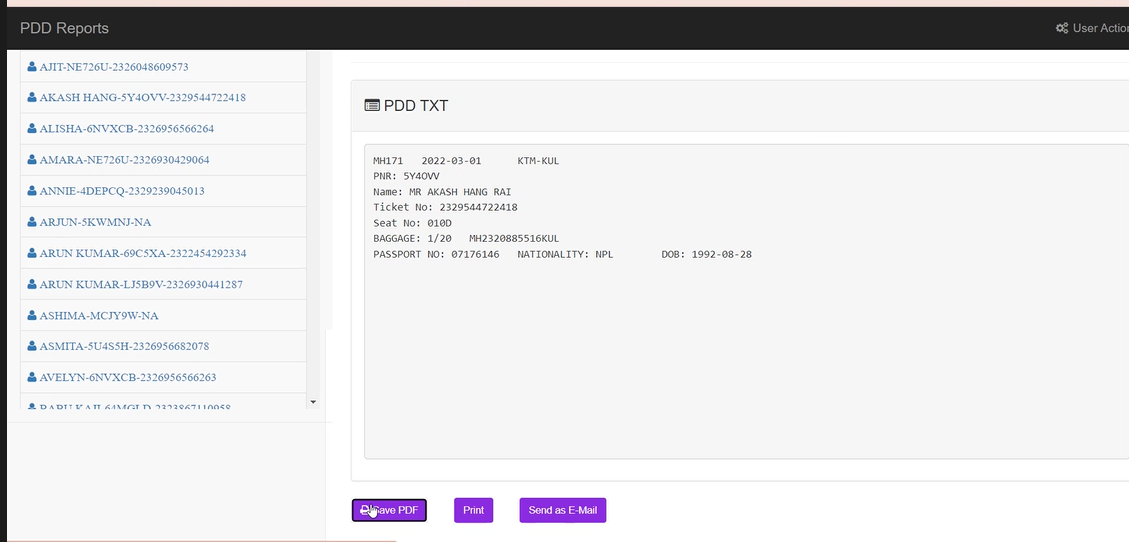 PDD Reports
User Action
AJIT-NE726U-2326048609573
AKASH HANG-5Y4OVV-2329544722418
ALISHA-6NVXCB-2326956566264
AMARA-NE726U-2326930429064
ANNIE-4DEPCQ-2329239045013
ARJUN-5KWMNJ-NA
ARUN KUMAR-69C5XA-2322454292334
ARUN KUMAR-LJ5B9V-2326930441287
ASHIMA-MCJY9W-NA
ASMITA-5U4S5H-2326956682078
AVELYN-6NVXCB-2326956566263
PDD TXT
MH171 2022-03-01 KTM-KUL
PNR: 5Y4OVV
Name: MR AKASH HANG RAI
Ticket No: 2329544722418
Seat No: 010D
BAGGAGE: 1/20 MH2320885516KUL
PASSPORT NO: 07176146 NATIONALITY: NPL DOB: 1992-08-28
Save PDF
Print
Send as E-Mail